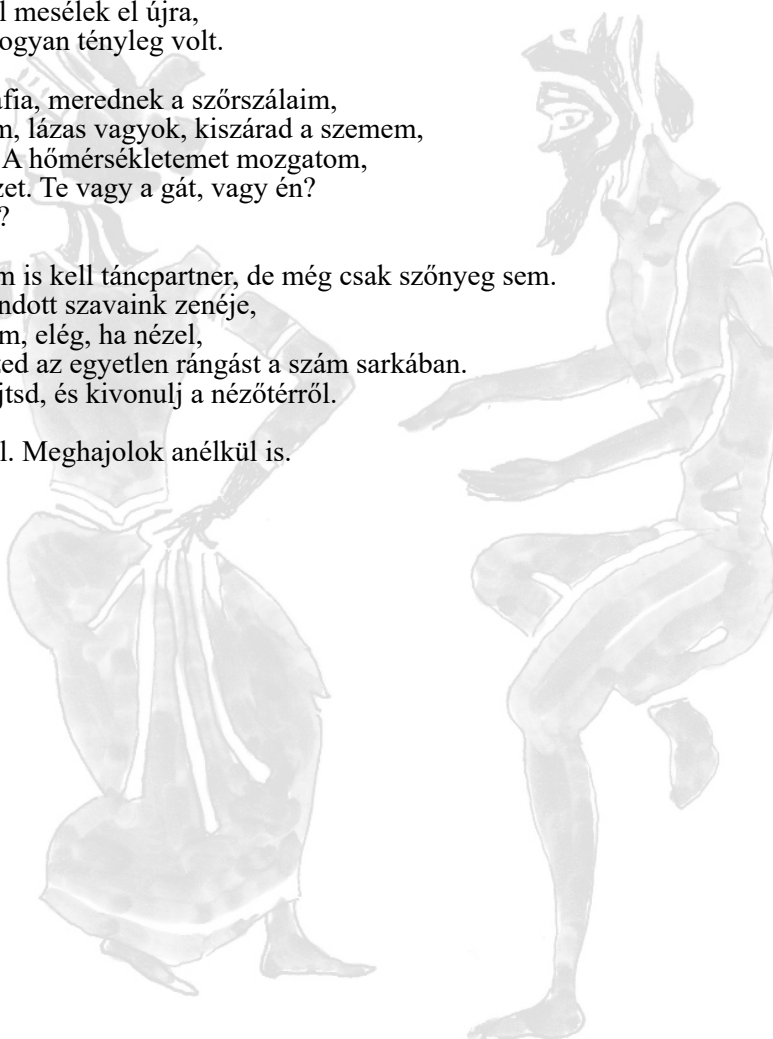 l mesélek el újra,
ogyan tényleg volt.
afia, merednek a szőrszálaim,
m, lázas vagyok, kiszárad a szemem,
A hőmérsékletemet mozgatom,
zet. Te vagy a gát, vagy én?
?
m is kell táncpartner, de még csak szőnyeg sem.
ndott szavaink zenéje,
m, elég, ha nézel,
ed az egyetlen rángást a szám sarkában.
jtsd, és kivonulj a nézőtérről.
l. Meghajolok anélkül is.